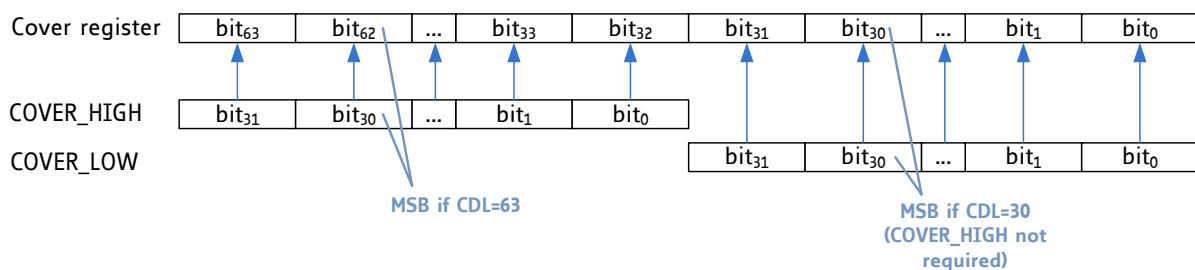 Cover register bit63 bit62 ... bit33 bit32 bit31 bit30 ... bit1 bit0
COVER_HIGH bit31 bit30 ... bit1 bit0
COVER_LOW bit31 bit30 ... bit1 bit0
MSB if CDL=63
MSB if CDL=30
(COVER_HIGH not
required)